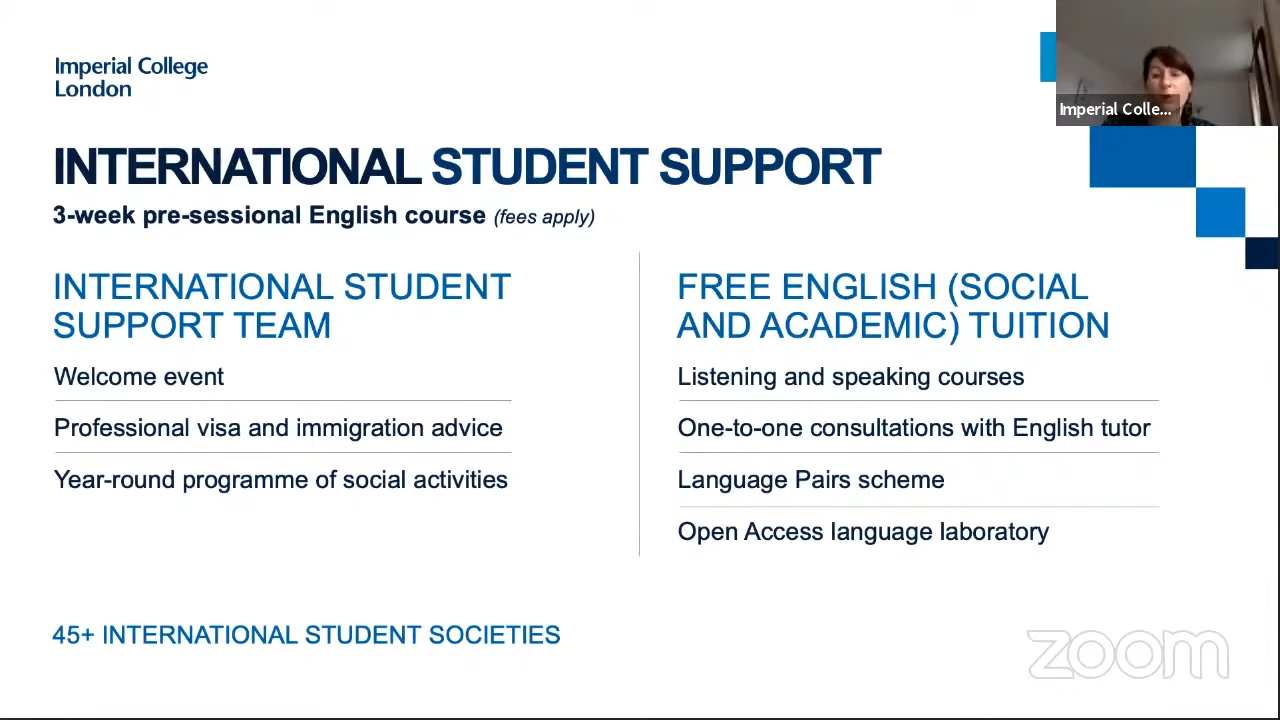 Imperial College
London
Imperial Colle...
INTERNATIONAL STUDENT SUPPORT
3-week pre-sessional English course (fees apply)
INTERNATIONAL STUDENT
SUPPORT TEAM
Welcome event
Professional visa and immigration advice
Year-round programme of social activities
FREE ENGLISH (SOCIAL
AND ACADEMIC) TUITION
Listening and speaking courses
One-to-one consultations with English tutor
Language Pairs scheme
Open Access language laboratory
45+ INTERNATIONAL STUDENT SOCIETIES
zoom